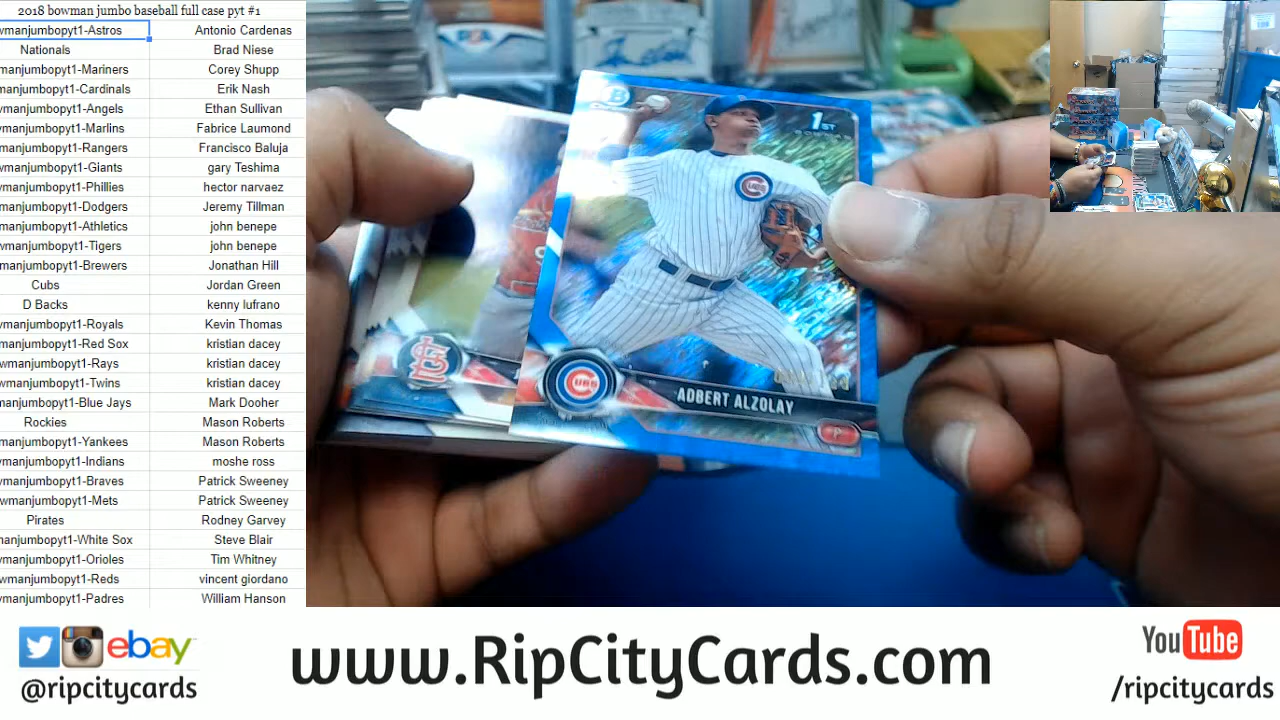 2018 bowman jumbo baseball full case pyt #1
wmanjumbopyt1-Astros Antonio Cardenas
Nationals Brad Niese
manjumbopyt1-Mariners Corey Shupp
manjumbopyt1-Cardinals Erik Nash
wmanjumbopyt1-Angels Ethan Sullivan
wmanjumbopyt1-Marlins Fabrice Laumond
manjumbopyt1-Rangers Francisco Baluja
wmanjumbopyt1-Giants gary Teshima
manjumbopyt1-Phillies hector narvaez
manjumbopyt1-Dodgers Jeremy Tillman
manjumbopyt1-Athletics john benepe
wmanjumbopyt1-Tigers john benepe
manjumbopyt1-Brewers Jonathan Hill
Cubs Jordan Green
D Backs kenny lufrano
wmanjumbopyt1-Royals Kevin Thomas
manjumbopyt1-Red Sox kristian dacey
wmanjumbopyt1-Rays kristian dacey
wmanjumbopyt1-Twins kristian dacey
manjumbopyt1-Blue Jays Mark Dooher
Rockies Mason Roberts
manjumbopyt1-Yankees Mason Roberts
wmanjumbopyt1-Indians moshe ross
wmanjumbopyt1-Braves Patrick Sweeney
wmanjumbopyt1-Mets Patrick Sweeney
Pirates Rodney Garvey
anjumbopyt1-White Sox Steve Blair
wmanjumbopyt1-Orioles Tim Whitney
wmanjumbopyt1-Reds vincent giordano
wmanjumbopyt1-Padres William Hanson
1ST
CUBS
CUBS
ADBERT ALZOLAY
P
ebay
@ripcitycards
www.RipCityCards.com
YouTube
/ripcitycards